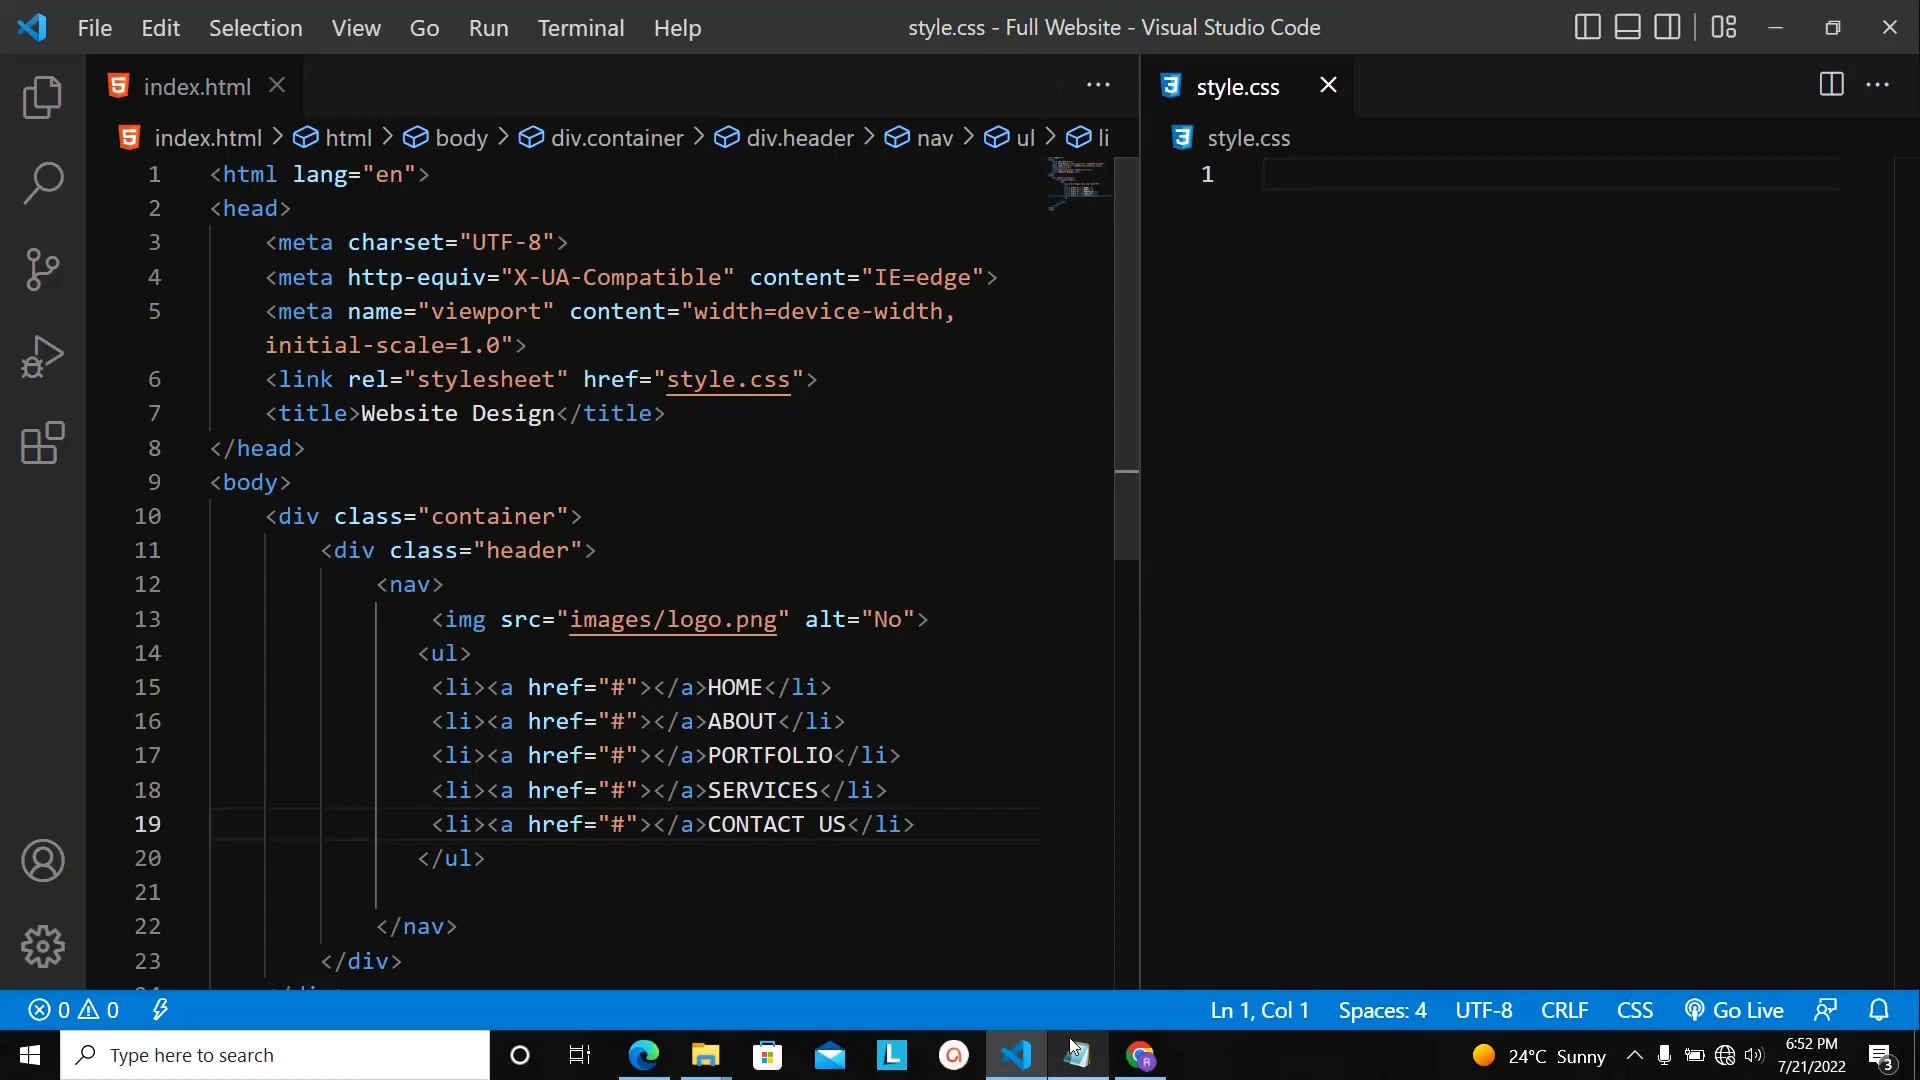 File Edit Selection View Go Run Terminal Help style.css - Full Website - Visual Studio Code
index.html
style.css
index.html > html > body > div.container > div.header > nav > ul > li
style.css
1 <html lang="en">
2 <head>
3 <meta charset="UTF-8">
4 <meta http-equiv="X-UA-Compatible" content="IE=edge">
5 <meta name="viewport" content="width=device-width,
initial-scale=1.0">
6 <link rel="stylesheet" href="style.css">
7 <title>Website Design</title>
8 </head>
9 <body>
10 <div class="container">
11 <div class="header">
12 <nav>
13 <img src="images/logo.png" alt="No">
14 <ul>
15 <li><a href="#"></a>HOME</li>
16 <li><a href="#"></a>ABOUT</li>
17 <li><a href="#"></a>PORTFOLIO</li>
18 <li><a href="#"></a>SERVICES</li>
19 <li><a href="#"></a>CONTACT US</li>
20 </ul>
21
22 </nav>
23 </div>
1
0 0 Ln 1, Col 1 Spaces: 4 UTF-8 CRLF CSS Go Live
Type here to search
24°C Sunny
6:52 PM
7/21/2022
3